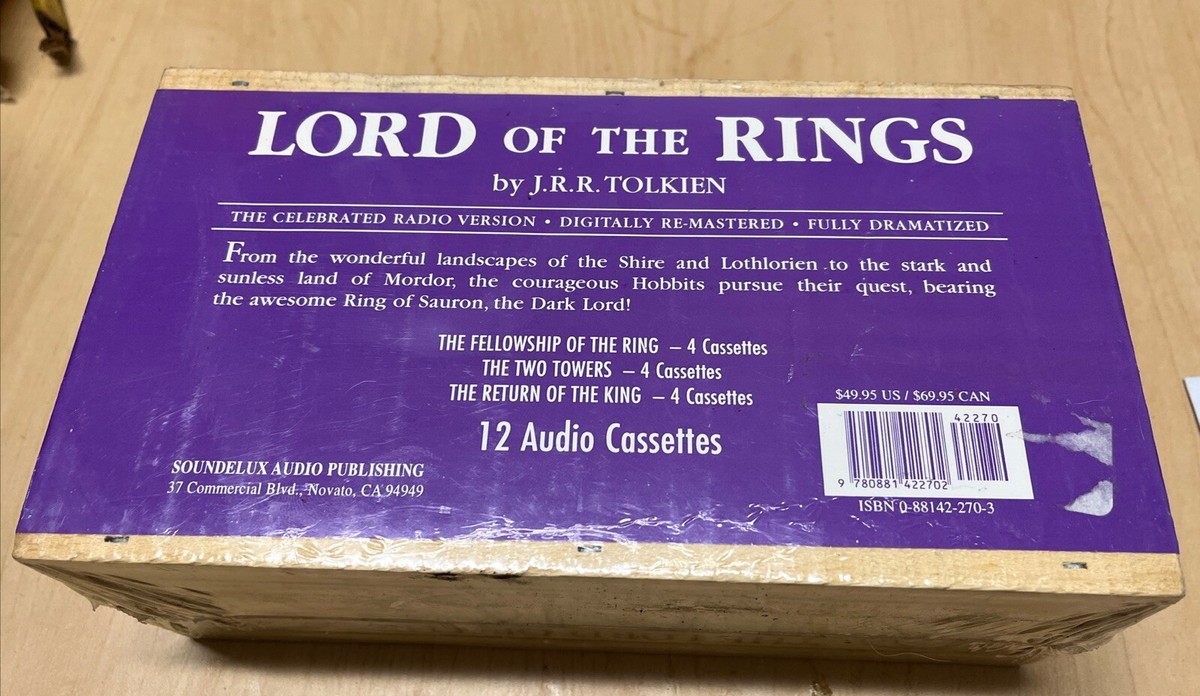 LORD OF THE RINGS
by J.R.R. TOLKIEN
THE CELEBRATED RADIO VERSION • DIGITALLY RE-MASTERED • FULLY DRAMATIZED
From the wonderful landscapes of the Shire and Lothlorien to the stark and
sunless land of Mordor, the courageous Hobbits pursue their quest, bearing
the awesome Ring of Sauron, the Dark Lord!
THE FELLOWSHIP OF THE RING – 4 Cassettes
THE TWO TOWERS – 4 Cassettes
THE RETURN OF THE KING – 4 Cassettes
12 Audio Cassettes
SOUNDELUX AUDIO PUBLISHING
37 Commercial Blvd., Novato, CA 94949
$49.95 US / $69.95 CAN
42270
9 780881 422702
ISBN 0-88142-270-3